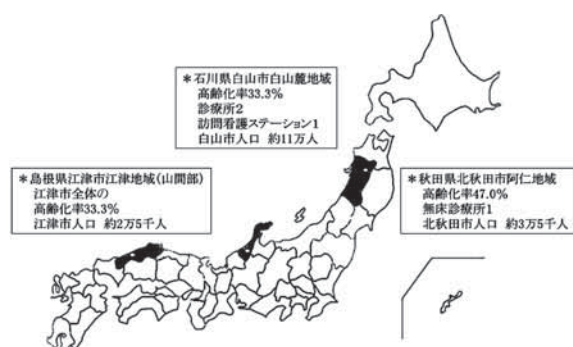 ＊石川県白山市白山麓地域
高齢化率33.3%
診療所2
訪問看護ステーション1
白山市人口 約11万人
＊島根県江津市江津地域(山間部)
江津市全体の
高齢化率33.3%
江津市人口 約2万5千人
＊秋田県北秋田市阿仁地域
高齢化率47.0%
無床診療所1
北秋田市人口 約3万5千人